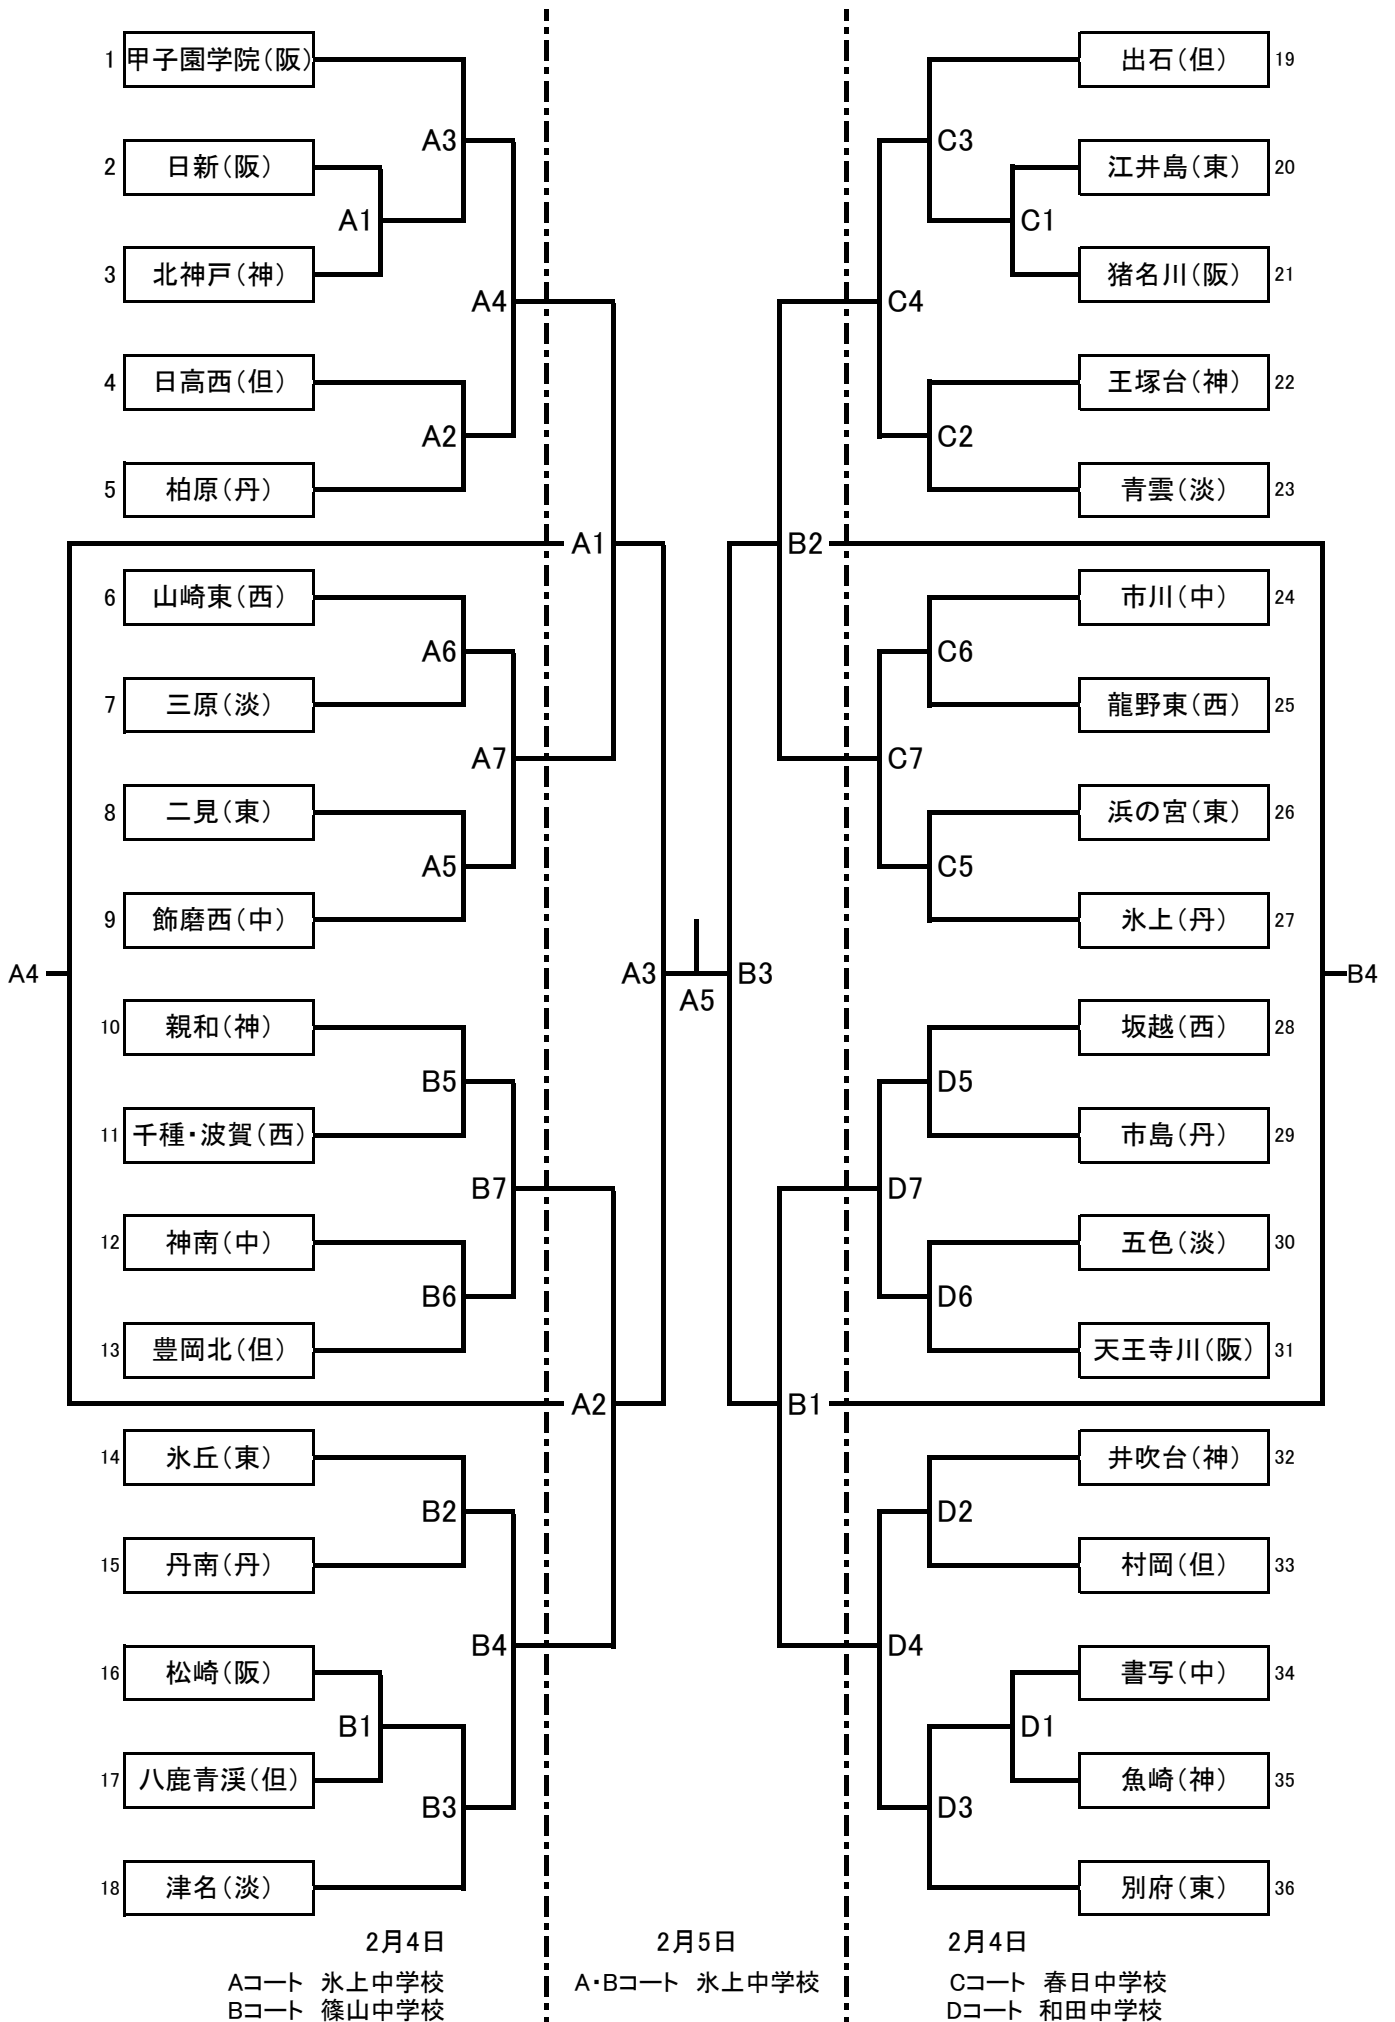 1 甲子園学院(阪)
2 日新(阪)
3 北神戸(神)
4 日高西(但)
5 柏原(丹)
6 山崎東(西)
7 三原(淡)
8 二見(東)
9 飾磨西(中)
10 親和(神)
11 千種・波賀(西)
12 神南(中)
13 豊岡北(但)
14 氷丘(東)
15 丹南(丹)
16 松崎(阪)
17 八鹿青渓(但)
18 津名(淡)
A3
A1
A4
A2
A6
A7
A5
B5
B7
B6
B2
B4
B1
B3
A4
A1
A3
A2
A5
B2
B3
B1
B4
C3
C1
C4
C2
C6
C7
C5
D5
D7
D6
D2
D4
D1
D3
出石(但) 19
江井島(東) 20
猪名川(阪) 21
王塚台(神) 22
青雲(淡) 23
市川(中) 24
龍野東(西) 25
浜の宮(東) 26
氷上(丹) 27
坂越(西) 28
市島(丹) 29
五色(淡) 30
天王寺川(阪) 31
井吹台(神) 32
村岡(但) 33
書写(中) 34
魚崎(神) 35
別府(東) 36
2月4日
Aコート 氷上中学校
Bコート 篠山中学校
2月5日
A・Bコート 氷上中学校
2月4日
Cコート 春日中学校
Dコート 和田中学校